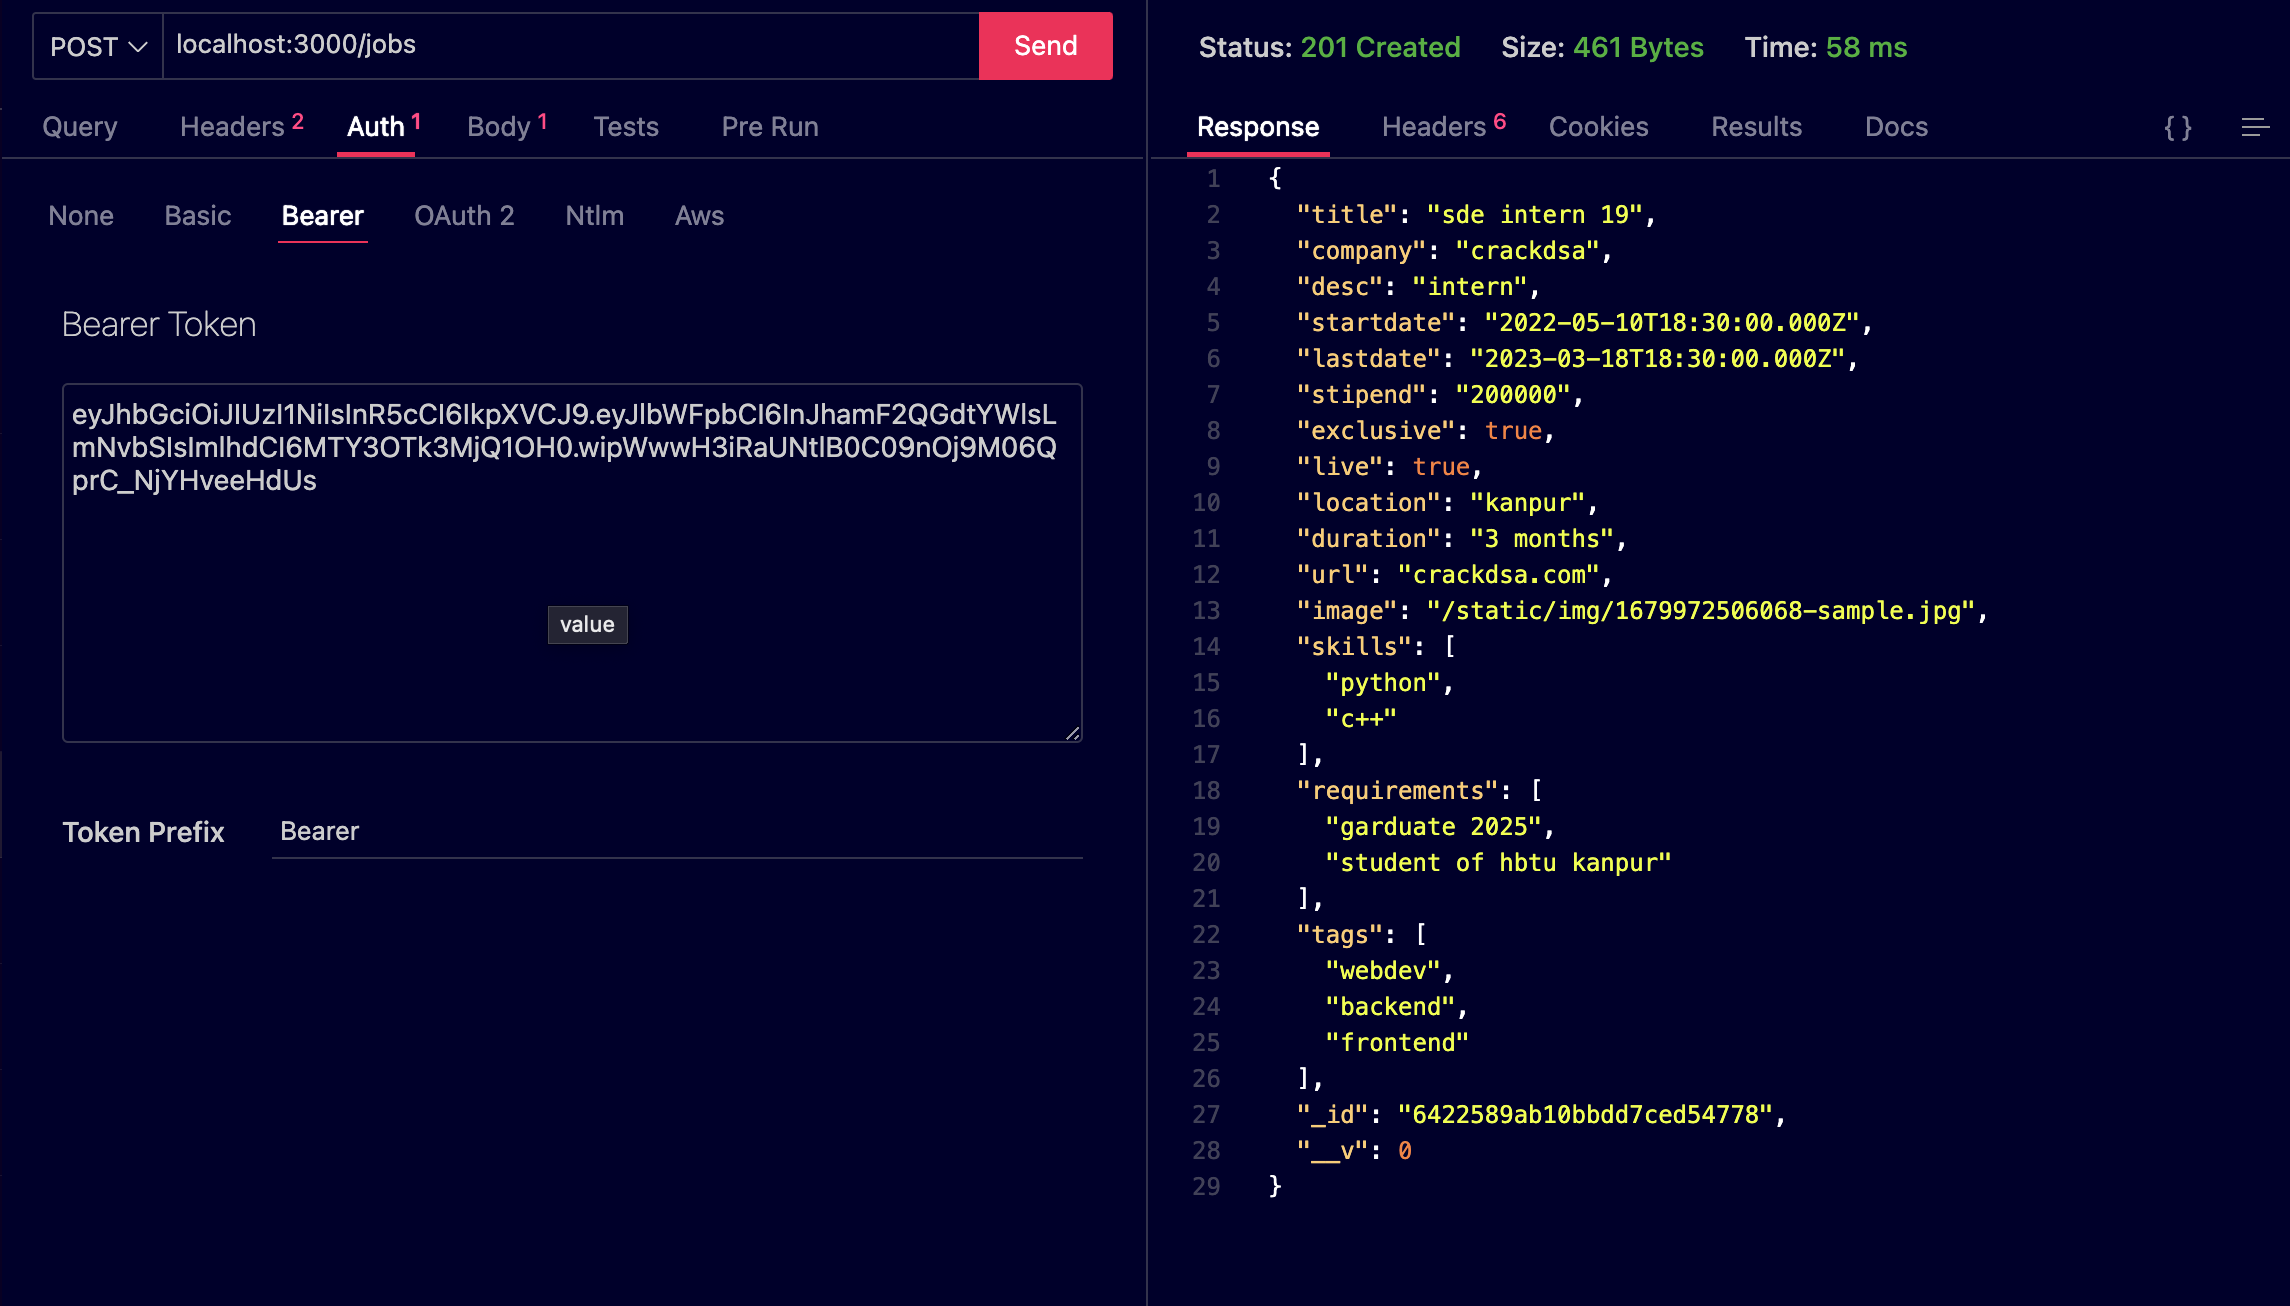 POST
localhost:3000/jobs
Send
Query
Headers 2
Auth 1
Body 1
Tests
Pre Run
None
Basic
Bearer
OAuth 2
Ntlm
Aws
Bearer Token
eyJhbGciOiJIUzI1NiIsInR5cCI6IkpXVCJ9.eyJlbWFpbCI6InJhamF2QGdtYWlsL
mNvbSIsImlhdCI6MTY3OTk3MjQ1OH0.wipWwwH3iRaUNtlB0C09nOj9M06Q
prC_NjYHveeHdUs
value
Token Prefix
Bearer
Status: 201 Created Size: 461 Bytes Time: 58 ms
Response
Headers 6
Cookies
Results
Docs
{ }
1 {
2 "title": "sde intern 19",
3 "company": "crackdsa",
4 "desc": "intern",
5 "startdate": "2022-05-10T18:30:00.000Z",
6 "lastdate": "2023-03-18T18:30:00.000Z",
7 "stipend": "200000",
8 "exclusive": true,
9 "live": true,
10 "location": "kanpur",
11 "duration": "3 months",
12 "url": "crackdsa.com",
13 "image": "/static/img/1679972506068-sample.jpg",
14 "skills": [
15 "python",
16 "c++"
17 ],
18 "requirements": [
19 "garduate 2025",
20 "student of hbtu kanpur"
21 ],
22 "tags": [
23 "webdev",
24 "backend",
25 "frontend"
26 ],
27 "_id": "6422589ab10bbdd7ced54778",
28 "__v": 0
29 }